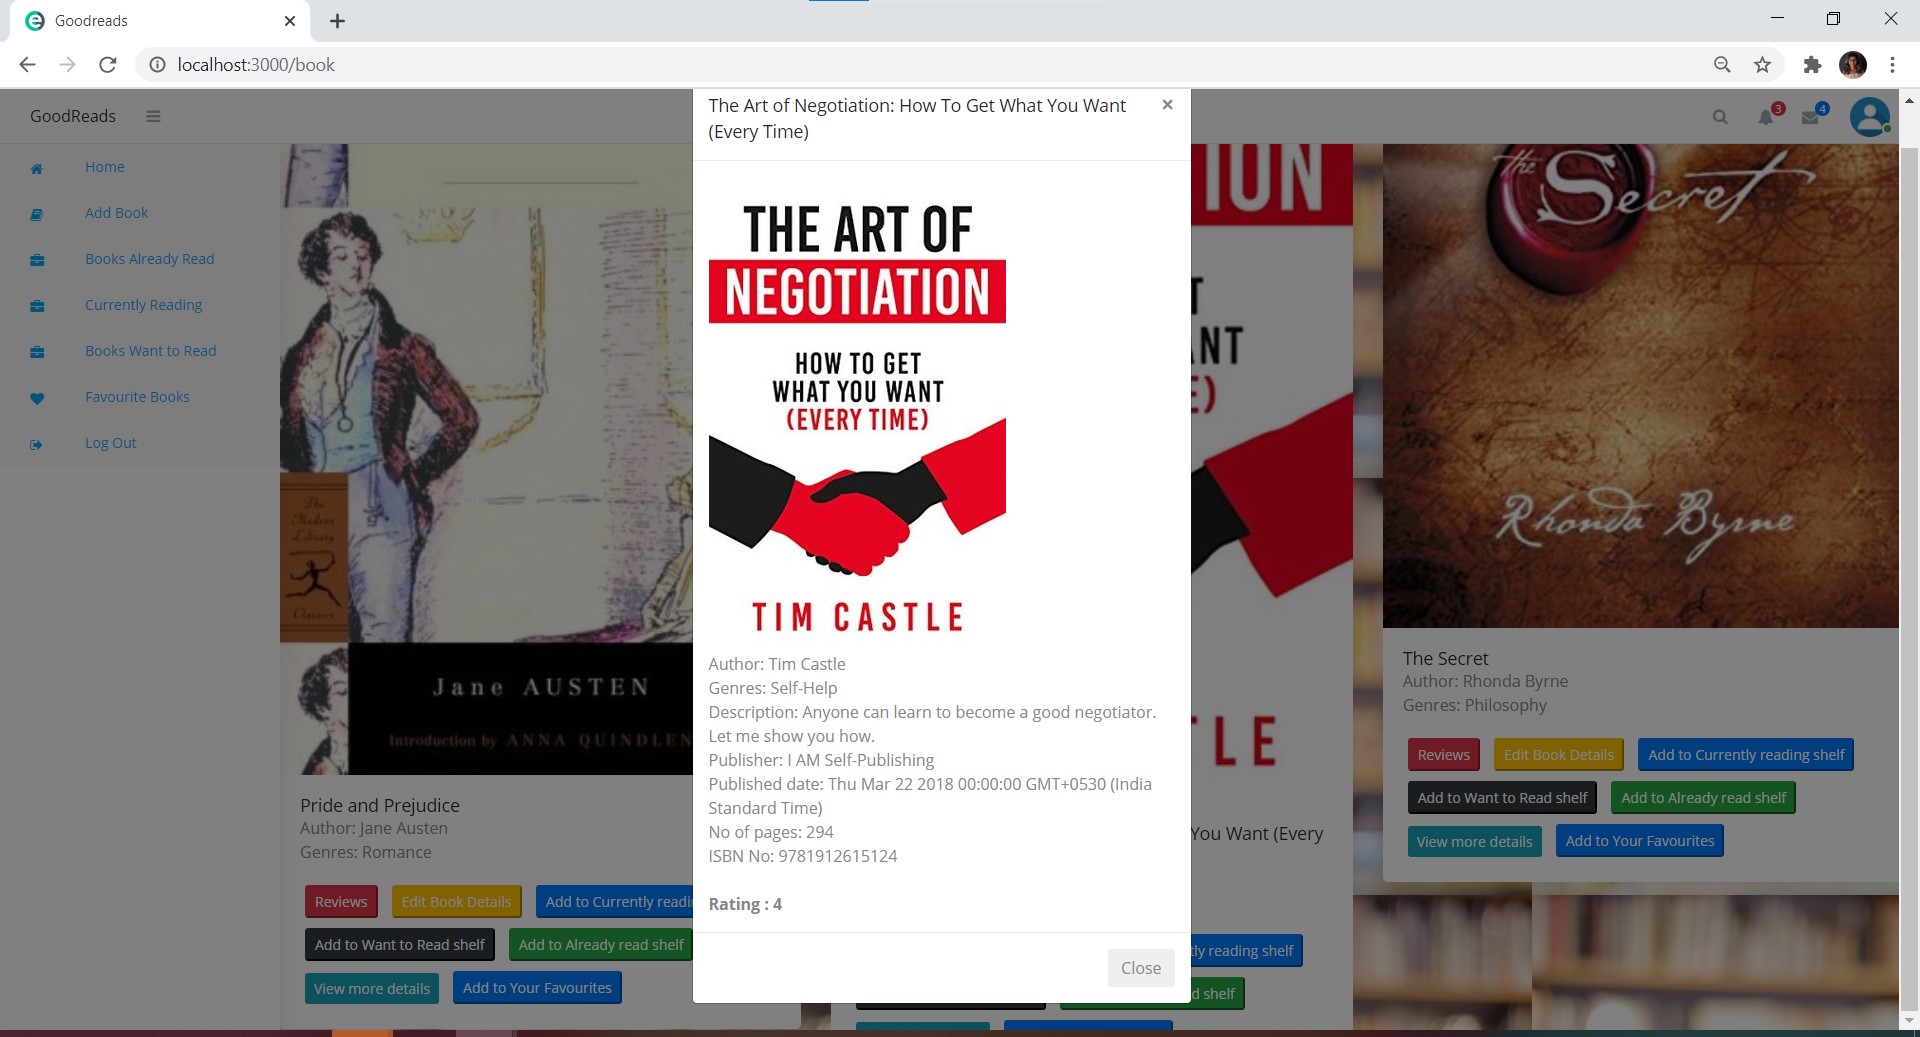 Goodreads
localhost:3000/book
GoodReads
3
4
Home
Add Book
Books Already Read
Currently Reading
Books Want to Read
Favourite Books
Log Out
The Modern Library
Classics
Jane AUSTEN
Introduction by ANNA QUINDLEN
Pride and Prejudice
Author: Jane Austen
Genres: Romance
Reviews
Edit Book Details
Add to Currently readi
Add to Want to Read shelf
Add to Already read shelf
View more details
Add to Your Favourites
The Art of Negotiation: How To Get What You Want
(Every Time)
×
THE ART OF
NEGOTIATION
HOW TO GET
WHAT YOU WANT
(EVERY TIME)
TIM CASTLE
Author: Tim Castle
Genres: Self-Help
Description: Anyone can learn to become a good negotiator.
Let me show you how.
Publisher: I AM Self-Publishing
Published date: Thu Mar 22 2018 00:00:00 GMT+0530 (India
Standard Time)
No of pages: 294
ISBN No: 9781912615124
Rating : 4
Close
ION
T
ANT
E)
TLE
You Want (Every
tly reading shelf
d shelf
the Secret
Rhonda Byrne
The Secret
Author: Rhonda Byrne
Genres: Philosophy
Reviews
Edit Book Details
Add to Currently reading shelf
Add to Want to Read shelf
Add to Already read shelf
View more details
Add to Your Favourites